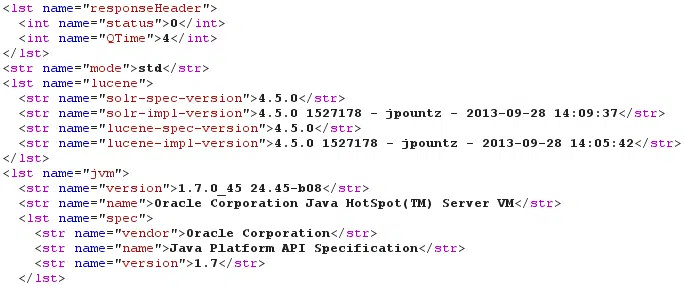 <lst name="responseHeader">
<int name="status">0</int>
<int name="QTime">4</int>
</lst>
<str name="mode">std</str>
<lst name="lucene">
<str name="solr-spec-version">4.5.0</str>
<str name="solr-impl-version">4.5.0 1527178 - jpountz - 2013-09-28 14:09:37</str>
<str name="lucene-spec-version">4.5.0</str>
<str name="lucene-impl-version">4.5.0 1527178 - jpountz - 2013-09-28 14:05:42</str>
</lst>
<lst name="jvm">
<str name="version">1.7.0_45 24.45-b08</str>
<str name="name">Oracle Corporation Java HotSpot(TM) Server VM</str>
<lst name="spec">
<str name="vendor">Oracle Corporation</str>
<str name="name">Java Platform API Specification</str>
<str name="version">1.7</str>
</lst>